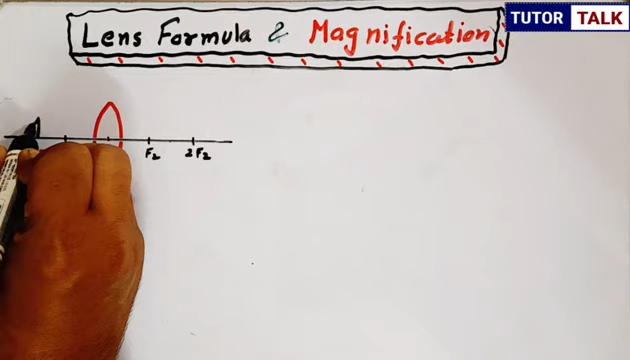 Lens Formula & Magnification
TUTOR TALK
F₂ 2F₂